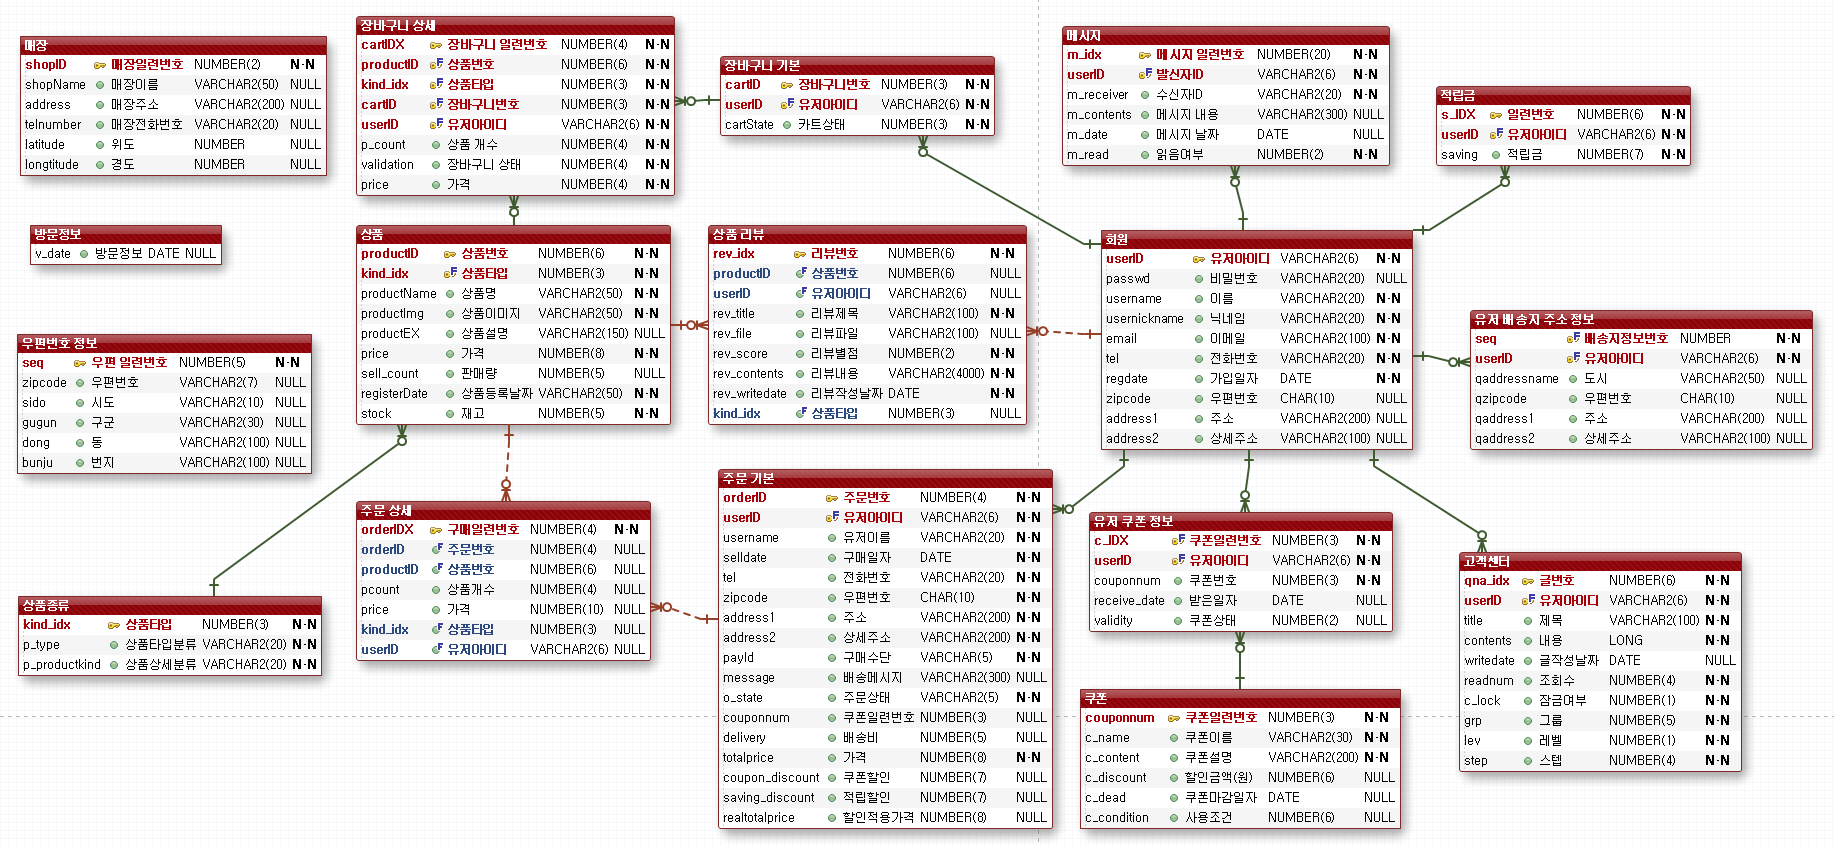 매장
shopID 매장일련번호 NUMBER(2) N-N
shopName 매장이름 VARCHAR2(50) NULL
address 매장주소 VARCHAR2(200) NULL
telnumber 매장전화번호 VARCHAR2(20) NULL
latitude 위도 NUMBER NULL
longtitude 경도 NUMBER NULL
방문정보
v_date 방문정보 DATE NULL
우편번호 정보
seq 우편 일련번호 NUMBER(5) N-N
zipcode 우편번호 VARCHAR2(7) NULL
sido 시도 VARCHAR2(10) NULL
gugun 구군 VARCHAR2(30) NULL
dong 동 VARCHAR2(100) NULL
bunju 번지 VARCHAR2(100) NULL
상품종류
kind_idx 상품타입 NUMBER(3) N-N
p_type 상품타입분류 VARCHAR2(20) N-N
p_productkind 상품상세분류 VARCHAR2(20) N-N
장바구니 상세
cartIDX 장바구니 일련번호 NUMBER(4) N-N
productID 상품번호 NUMBER(6) N-N
kind_idx 상품타입 NUMBER(3) N-N
cartID 장바구니번호 NUMBER(3) N-N
userID 유저아이디 VARCHAR2(6) N-N
p_count 상품 개수 NUMBER(4) N-N
validation 장바구니 상태 NUMBER(4) N-N
price 가격 NUMBER(4) N-N
상품
productID 상품번호 NUMBER(6) N-N
kind_idx 상품타입 NUMBER(3) N-N
productName 상품명 VARCHAR2(50) N-N
productImg 상품이미지 VARCHAR2(50) N-N
productEX 상품설명 VARCHAR2(150) NULL
price 가격 NUMBER(8) N-N
sell_count 판매량 NUMBER(5) NULL
registerDate 상품등록날짜 VARCHAR2(50) N-N
stock 재고 NUMBER(5) N-N
주문 상세
orderIDX 구매일련번호 NUMBER(4) N-N
orderID 주문번호 NUMBER(4) NULL
productID 상품번호 NUMBER(6) NULL
pcount 상품개수 NUMBER(4) NULL
price 가격 NUMBER(10) NULL
kind_idx 상품타입 NUMBER(3) NULL
userID 유저아이디 VARCHAR2(6) NULL
장바구니 기본
cartID 장바구니번호 NUMBER(3) N-N
userID 유저아이디 VARCHAR2(6) N-N
cartState 카트상태 NUMBER(3) N-N
상품 리뷰
rev_idx 리뷰번호 NUMBER(6) N-N
productID 상품번호 NUMBER(6) NULL
userID 유저아이디 VARCHAR2(6) NULL
rev_title 리뷰제목 VARCHAR2(100) N-N
rev_file 리뷰파일 VARCHAR2(100) NULL
rev_score 리뷰별점 NUMBER(2) N-N
rev_contents 리뷰내용 VARCHAR2(4000) N-N
rev_writedate 리뷰작성날짜 DATE N-N
kind_idx 상품타입 NUMBER(3) NULL
주문 기본
orderID 주문번호 NUMBER(4) N-N
userID 유저아이디 VARCHAR2(6) N-N
username 유저이름 VARCHAR2(20) N-N
selldate 구매일자 DATE N-N
tel 전화번호 VARCHAR2(20) N-N
zipcode 우편번호 CHAR(10) N-N
address1 주소 VARCHAR2(200) N-N
address2 상세주소 VARCHAR2(200) N-N
payId 구매수단 VARCHAR(5) N-N
message 배송메시지 VARCHAR2(300) NULL
o_state 주문상태 VARCHAR2(5) N-N
couponnum 쿠폰일련번호 NUMBER(3) NULL
delivery 배송비 NUMBER(5) NULL
totalprice 가격 NUMBER(8) N-N
coupon_discount 쿠폰할인 NUMBER(7) NULL
saving_discount 적립할인 NUMBER(7) NULL
realtotalprice 할인적용가격 NUMBER(8) NULL
메시지
m_idx 메시지 일련번호 NUMBER(20) N-N
userID 발신자ID VARCHAR2(6) N-N
m_receiver 수신자ID VARCHAR2(20) N-N
m_contents 메시지 내용 VARCHAR2(300) NULL
m_date 메시지 날짜 DATE NULL
m_read 읽음여부 NUMBER(2) N-N
적립금
s_IDX 일련번호 NUMBER(6) N-N
userID 유저아이디 VARCHAR2(6) N-N
saving 적립금 NUMBER(7) N-N
회원
userID 유저아이디 VARCHAR2(6) N-N
passwd 비밀번호 VARCHAR2(20) NULL
username 이름 VARCHAR2(20) N-N
usernickname 닉네임 VARCHAR2(20) N-N
email 이메일 VARCHAR2(100) N-N
tel 전화번호 VARCHAR2(20) N-N
regdate 가입일자 DATE N-N
zipcode 우편번호 CHAR(10) NULL
address1 주소 VARCHAR2(200) NULL
address2 상세주소 VARCHAR2(100) NULL
유저 배송지 주소 정보
seq 배송지정보번호 NUMBER N-N
userID 유저아이디 VARCHAR2(6) N-N
qaddressname 도시 VARCHAR2(50) NULL
qzipcode 우편번호 CHAR(10) NULL
qaddress1 주소 VARCHAR(200) NULL
qaddress2 상세주소 VARCHAR2(100) NULL
유저 쿠폰 정보
c_IDX 쿠폰일련번호 NUMBER(3) N-N
userID 유저아이디 VARCHAR2(6) N-N
couponnum 쿠폰번호 NUMBER(3) N-N
receive_date 받은일자 DATE NULL
validity 쿠폰상태 NUMBER(2) NULL
쿠폰
couponnum 쿠폰일련번호 NUMBER(3) N-N
c_name 쿠폰이름 VARCHAR2(30) N-N
c_content 쿠폰설명 VARCHAR2(200) N-N
c_discount 할인금액(원) NUMBER(6) NULL
c_dead 쿠폰마감일자 DATE NULL
c_condition 사용조건 NUMBER(6) NULL
고객센터
qna_idx 글번호 NUMBER(6) N-N
userID 유저아이디 VARCHAR2(6) N-N
title 제목 VARCHAR2(100) N-N
contents 내용 LONG N-N
writedate 글작성날짜 DATE NULL
readnum 조회수 NUMBER(4) N-N
c_lock 잠금여부 NUMBER(1) N-N
grp 그룹 NUMBER(5) N-N
lev 레벨 NUMBER(1) N-N
step 스텝 NUMBER(4) N-N